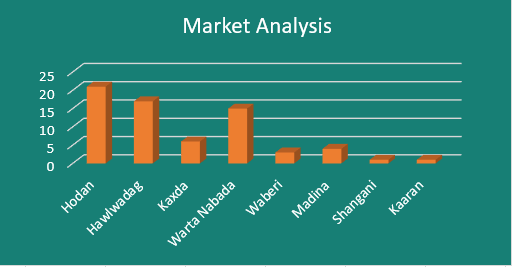 Market Analysis
25
20
15
10
5
0
Hodan
Hawlwadag
Kaxda
Warta Nabada
Waberi
Madina
Shangani
Kaaran